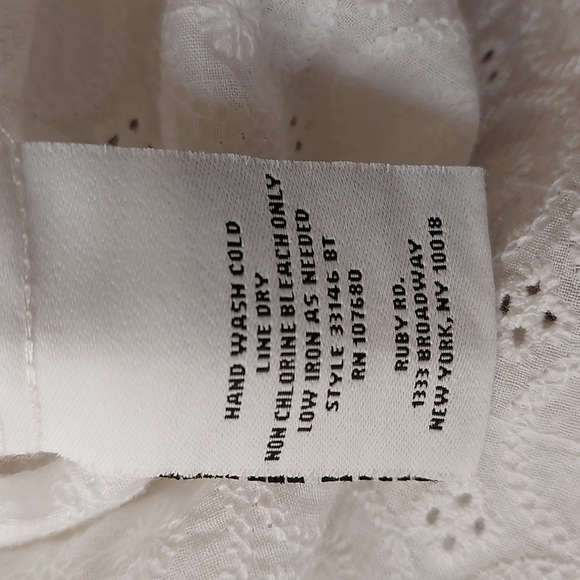 HAND WASH COLD
LINE DRY
NON CHLORINE BLEACH ONLY
LOW IRON AS NEEDED
STYLE 33146 BT
RN 107680
RUBY RD.
1333 BROADWAY
NEW YORK, NY 10018